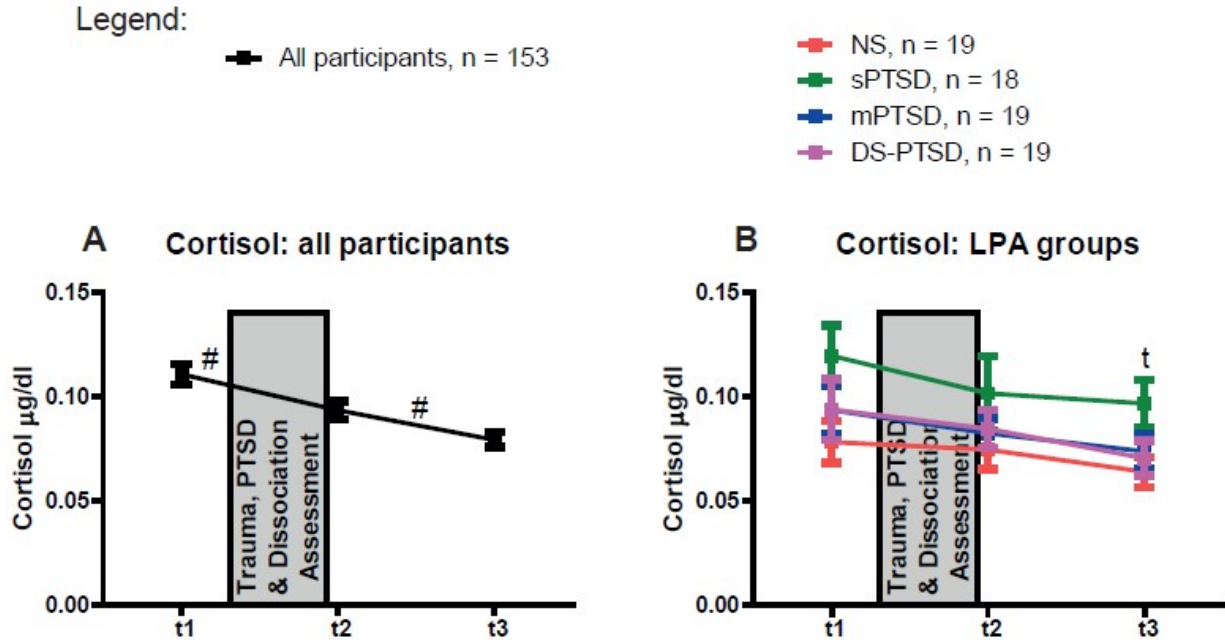 Legend:
All participants, n = 153
NS, n = 19
sPTSD, n = 18
mPTSD, n = 19
DS-PTSD, n = 19
A
Cortisol: all participants
Cortisol µg/dl
0.15
0.10
0.05
0.00
#
#
Trauma, PTSD
& Dissociation
Assessment
t1
t2
t3
B
Cortisol: LPA groups
Cortisol µg/dl
0.15
0.10
0.05
0.00
t
Trauma, PTSD
& Dissociation
Assessment
t1
t2
t3